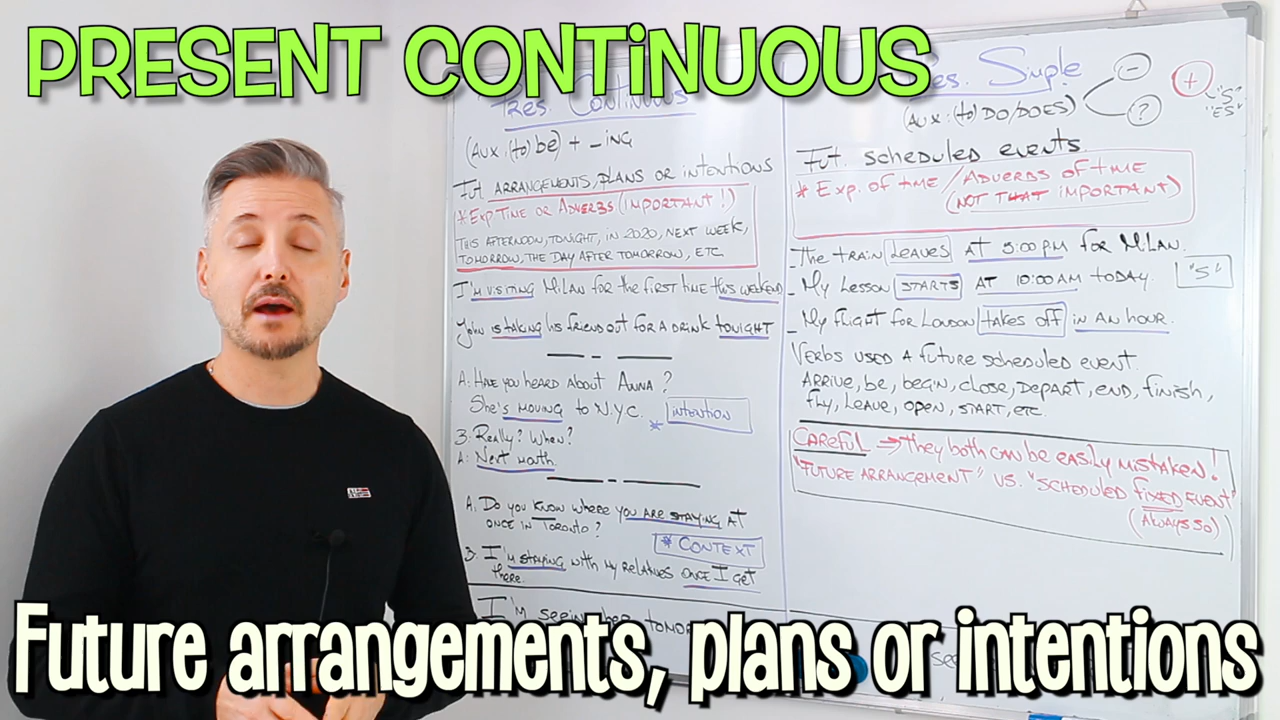 PRESENT CONTINUOUS
Pres. Continuous
(Aux: (to) be) + _ING
Fut. ARRANGEMENTS, PLANS OR INTENTIONS
* Exp Time or Adverbs (IMPORTANT!)
THIS AFTERNOON, TONIGHT, IN 2020, NEXT WEEK,
TOMORROW, THE DAY AFTER TOMORROW, ETC
I'm visiting Milan for the first time this weekend
John is taking his friend out for a drink tonight
A: Have you heard about Anna?
She's moving to N.Y.C.
* intention
B: Really? When?
A: Next month.
A: Do you know where you are staying at
once in Toronto?
* CONTEXT
B: I'm staying with my relatives once I get
there.
I'm seeing her
Pres. Simple
(Aux: (to) DO/DOES)
-
?
+
"S"
"ES"
Fut. scheduled events.
* Exp. of time / Adverbs of time
(NOT THAT IMPORTANT)
- The train leaves at 5:00 pm for Milan.
- My Lesson starts at 10:00 am today.
"S"
- My flight for London takes off in an hour.
Verbs used a future scheduled event.
Arrive, be, begin, close, depart, end, finish,
fly, leave, open, start, etc
CAREFUL → They both can be easily mistaken!
"Future arrangement" vs. "scheduled fixed event"
(ALWAYS SO)
Future arrangements, plans or intentions